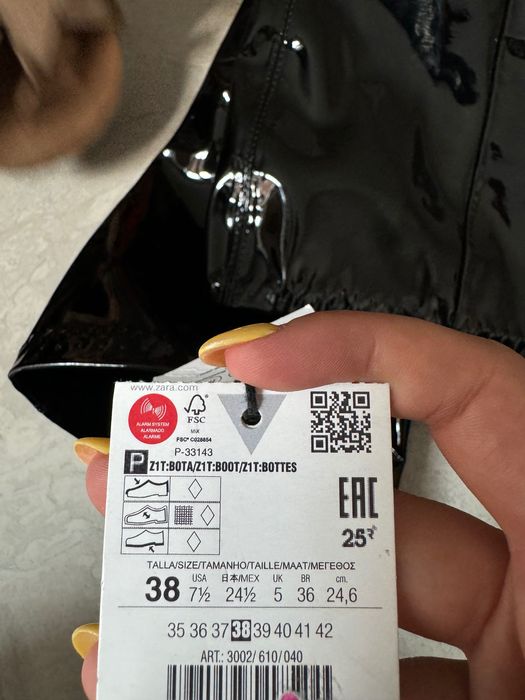 www.zara.com
ALARM SYSTEM
ALARMADO
ALARME
FSC
MIX
FSC® C028854
P-33143
P Z1T:BOTA/Z1T:BOOT/Z1T:BOTTES
EAC
25
TALLA/SIZE/TAMANHO/TAILLE/MAAT/ΜΕΓΕΘΟΣ
USA 日本/MEX UK BR cm.
38 7½ 24½ 5 36 24,6
35 36 37 38 39 40 41 42
ART.: 3002/610/040